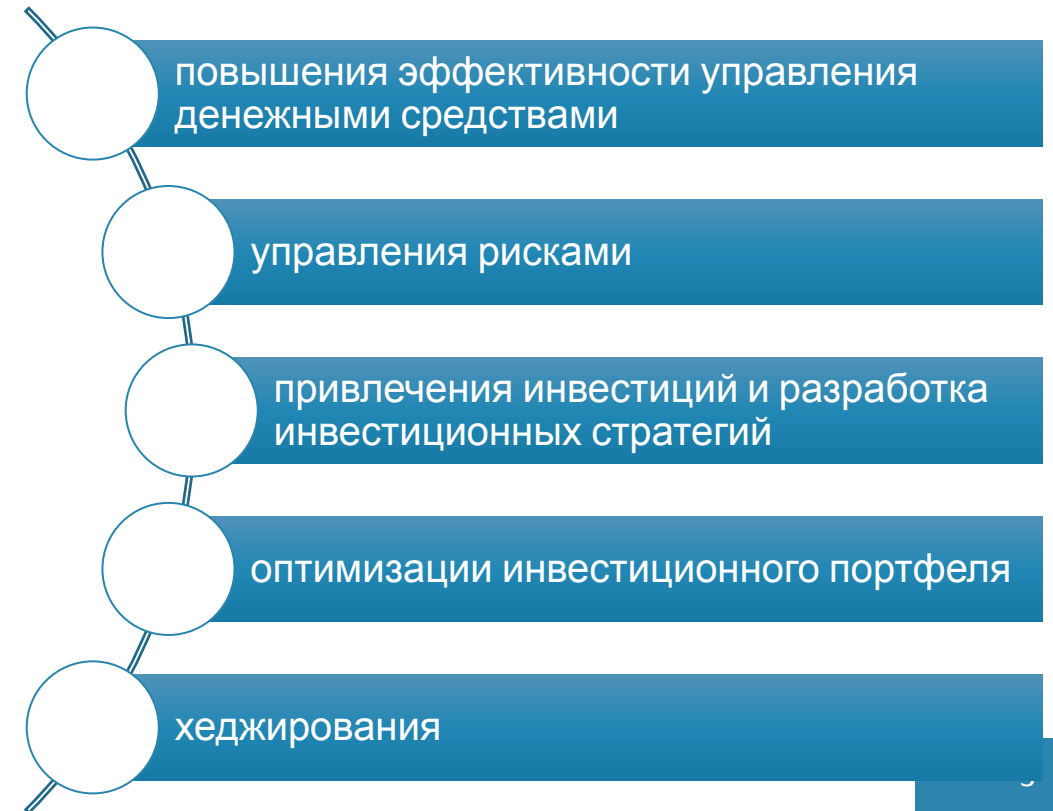 повышения эффективности управления
денежными средствами
управления рисками
привлечения инвестиций и разработка
инвестиционных стратегий
оптимизации инвестиционного портфеля
хеджирования